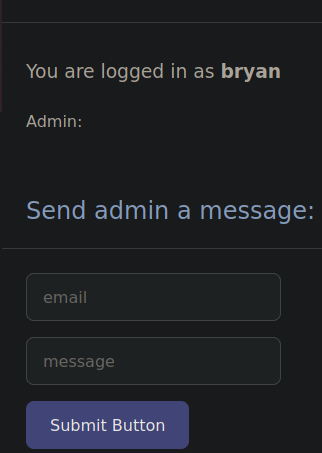 You are logged in as bryan
Admin:
Send admin a message:
email
message
Submit Button